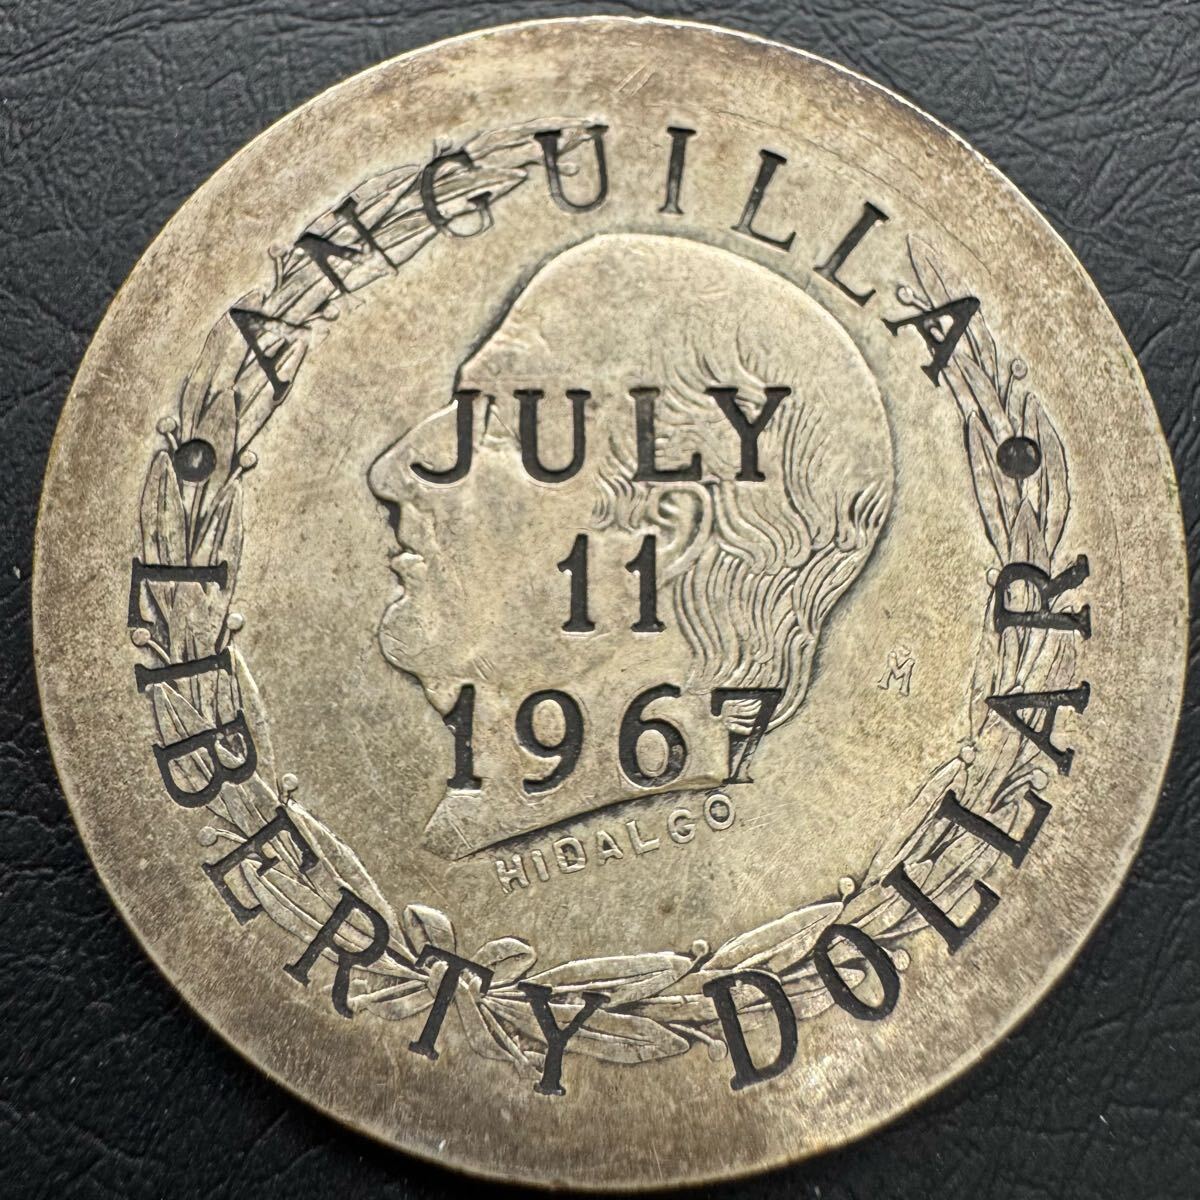 ANGUILLA
JULY
11
1967
M
HIDALGO
LIBERTY DOLLAR